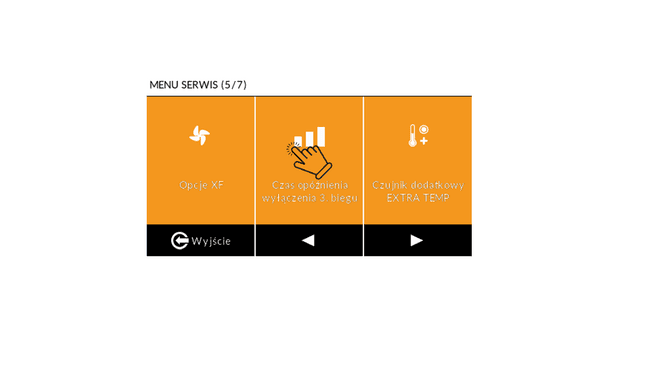 MENU SERWIS (5/7)
Opcje XF
Czas opóźnienia
wyłączenia 3. biegu
Czujnik dodatkowy
EXTRA TEMP
Wyjście